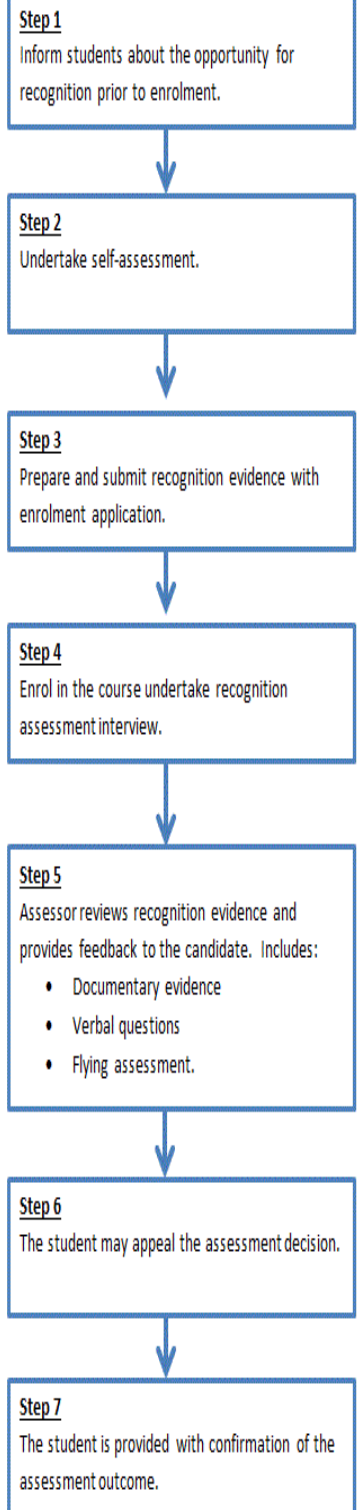 Step 1
Inform students about the opportunity for
recognition prior to enrolment.
Step 2
Undertake self-assessment.
Step 3
Prepare and submit recognition evidence with
enrolment application.
Step 4
Enrol in the course undertake recognition
assessment interview.
Step 5
Assessor reviews recognition evidence and
provides feedback to the candidate. Includes:
• Documentary evidence
• Verbal questions
• Flying assessment.
Step 6
The student may appeal the assessment decision.
Step 7
The student is provided with confirmation of the
assessment outcome.